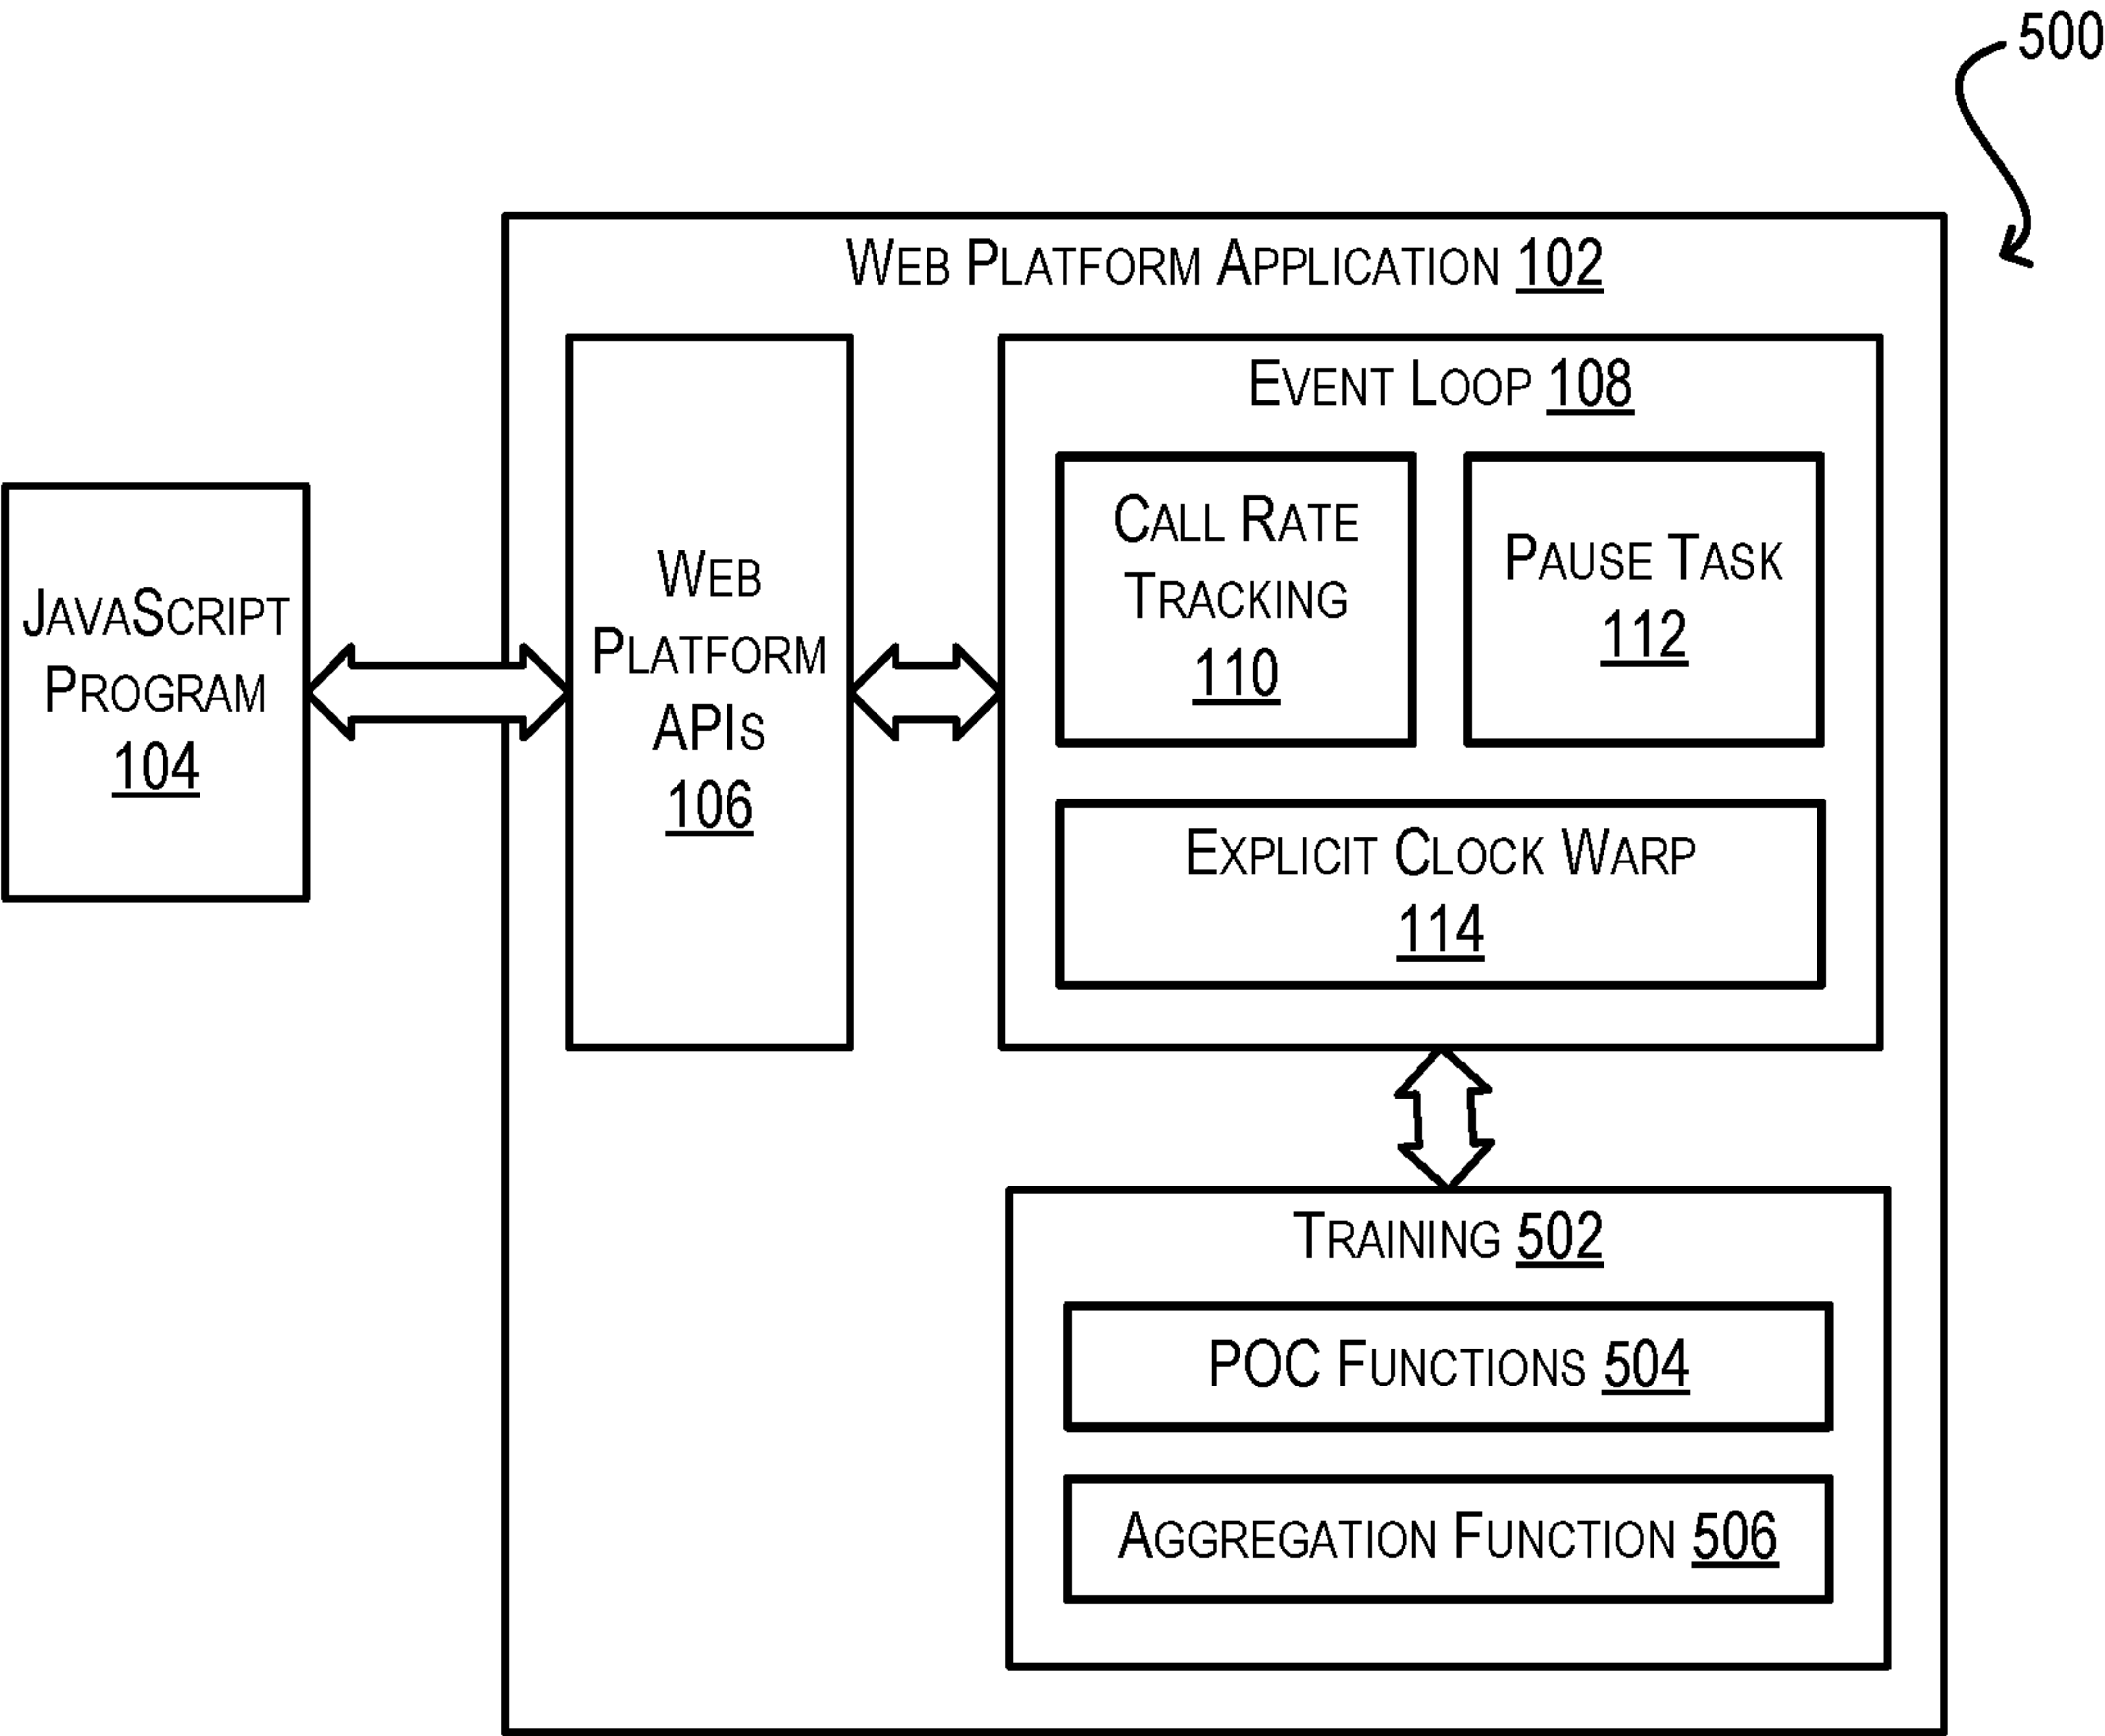 500
Web Platform Application 102
JavaScript
Program
104
Web
Platform
APIs
106
Event Loop 108
Call Rate
Tracking
110
Pause Task
112
Explicit Clock Warp
114
Training 502
POC Functions 504
Aggregation Function 506